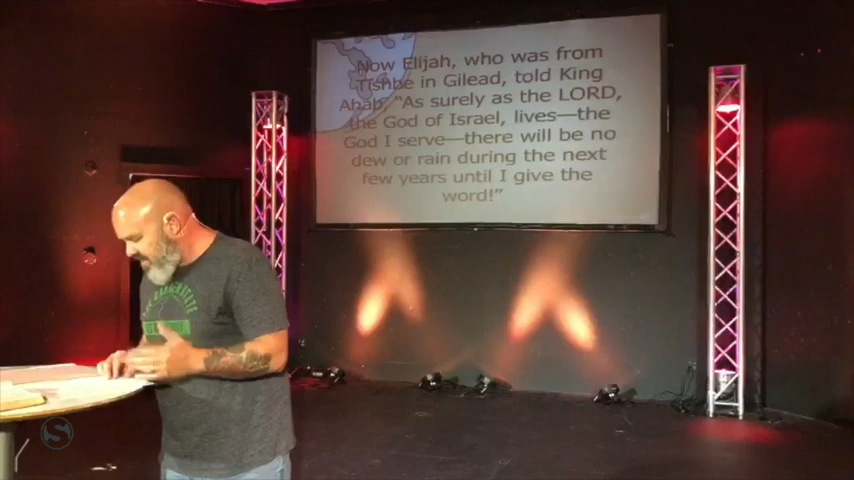 Now Elijah, who was from
Tishbe in Gilead, told King
Ahab, "As surely as the LORD,
the God of Israel, lives—the
God I serve—there will be no
dew or rain during the next
few years until I give the
word!"